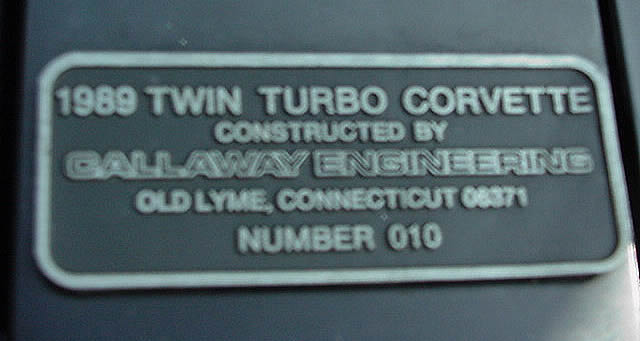 1989 TWIN TURBO CORVETTE
CONSTRUCTED BY
CALLAWAY ENGINEERING
OLD LYME, CONNECTICUT 06371
NUMBER 010